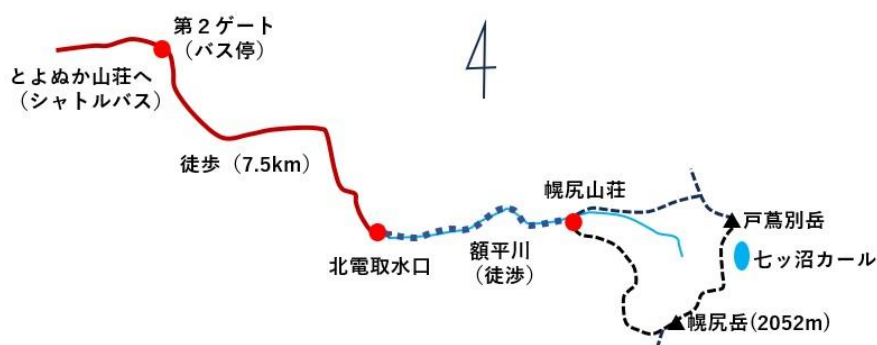 第２ゲート
（バス停）
とよぬか山荘へ
（シャトルバス）
徒歩（7.5km）
幌尻山荘
戸蔦別岳
七ッ沼カール
北電取水口
額平川
（徒渉）
幌尻岳(2052m)